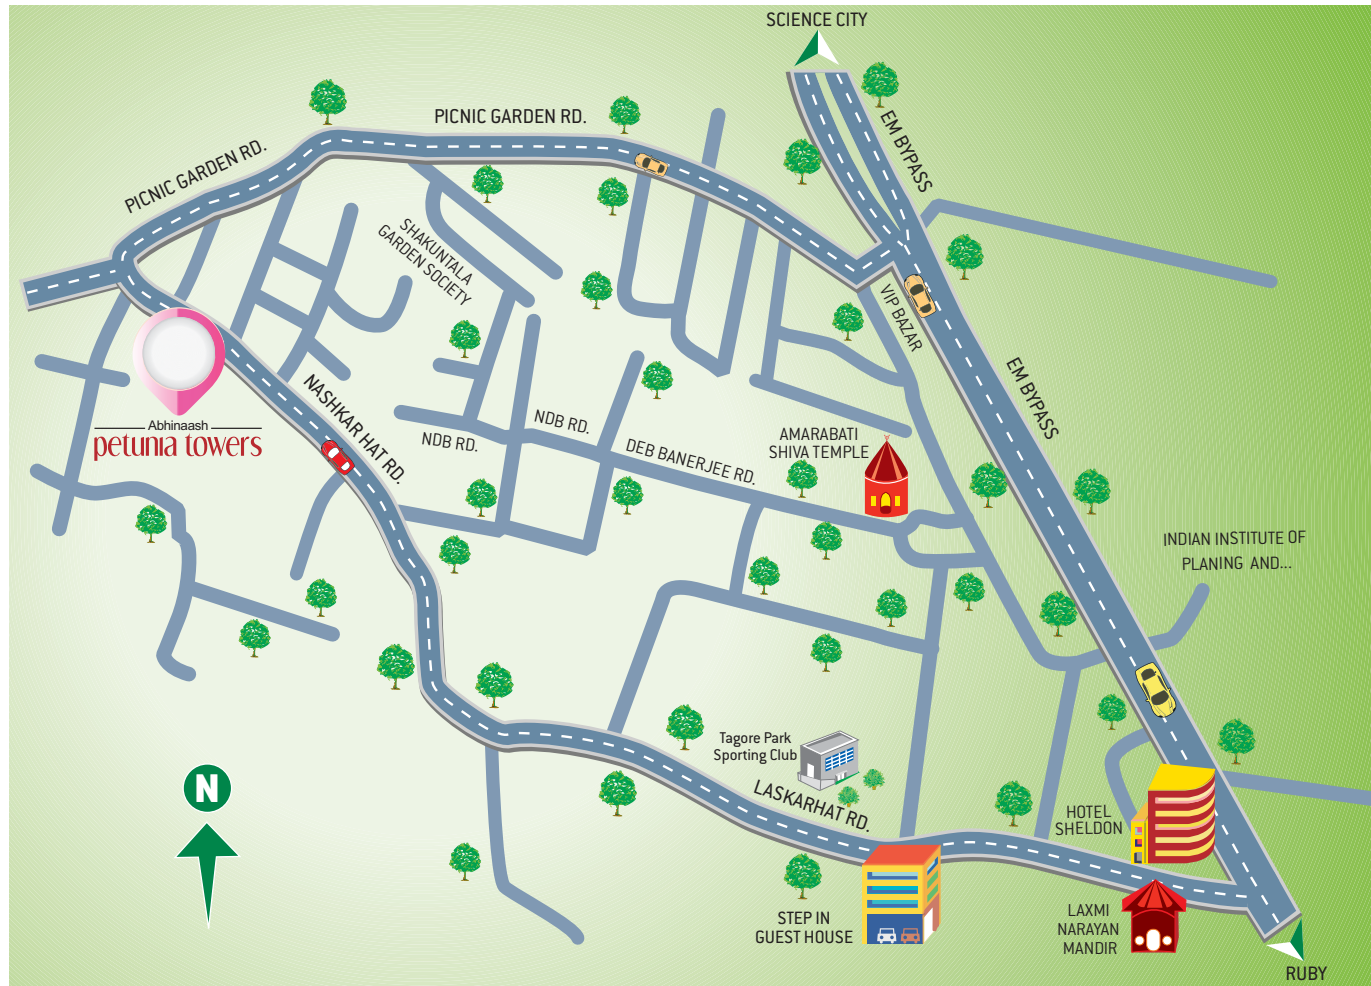 SCIENCE CITY
PICNIC GARDEN RD.
EM BYPASS
PICNIC GARDEN RD.
SHAKUNTALA
GARDEN SOCIETY
VIP BAZAR
EM BYPASS
NASHKAR HAT RD.
Abhinaash
petunia towers
NDB RD.
NDB RD.
DEB BANERJEE RD.
AMARABATI
SHIVA TEMPLE
INDIAN INSTITUTE OF
PLANING AND...
Tagore Park
Sporting Club
LASKARHAT RD.
N
HOTEL
SHELDON
STEP IN
GUEST HOUSE
LAXMI
NARAYAN
MANDIR
RUBY